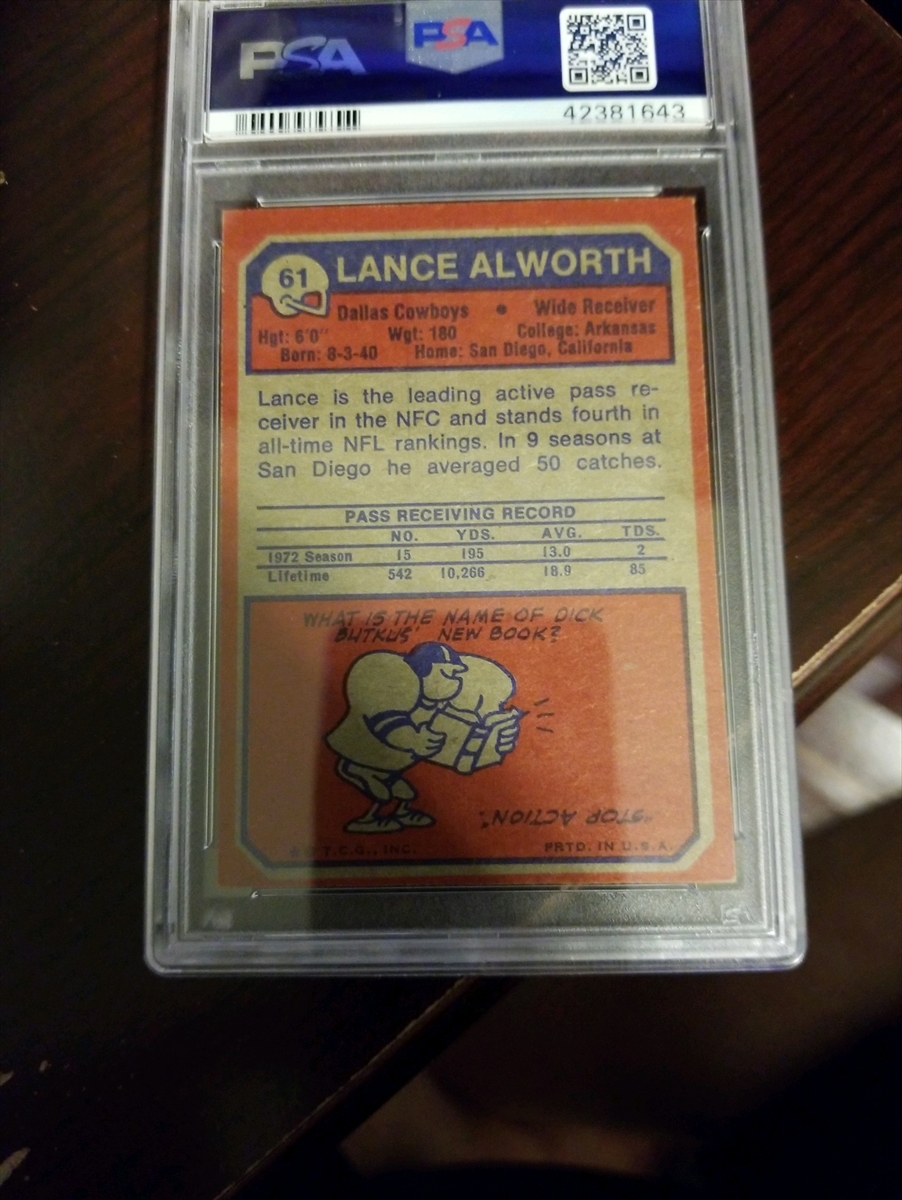 PSA PSA
42381643
61 LANCE ALWORTH
Dallas Cowboys • Wide Receiver
Hgt: 6'0" Wgt: 180 College: Arkansas
Born: 8-3-40 Home: San Diego, California
Lance is the leading active pass re-
ceiver in the NFC and stands fourth in
all-time NFL rankings. In 9 seasons at
San Diego he averaged 50 catches.
PASS RECEIVING RECORD
NO. YDS. AVG. TDS.
1972 Season 15 195 13.0 2
Lifetime 542 10,266 18.9 85
WHAT IS THE NAME OF DICK
BUTKUS' NEW BOOK?
"STOP ACTION".
★ © T.C.G., INC. PRTD. IN U.S.A.